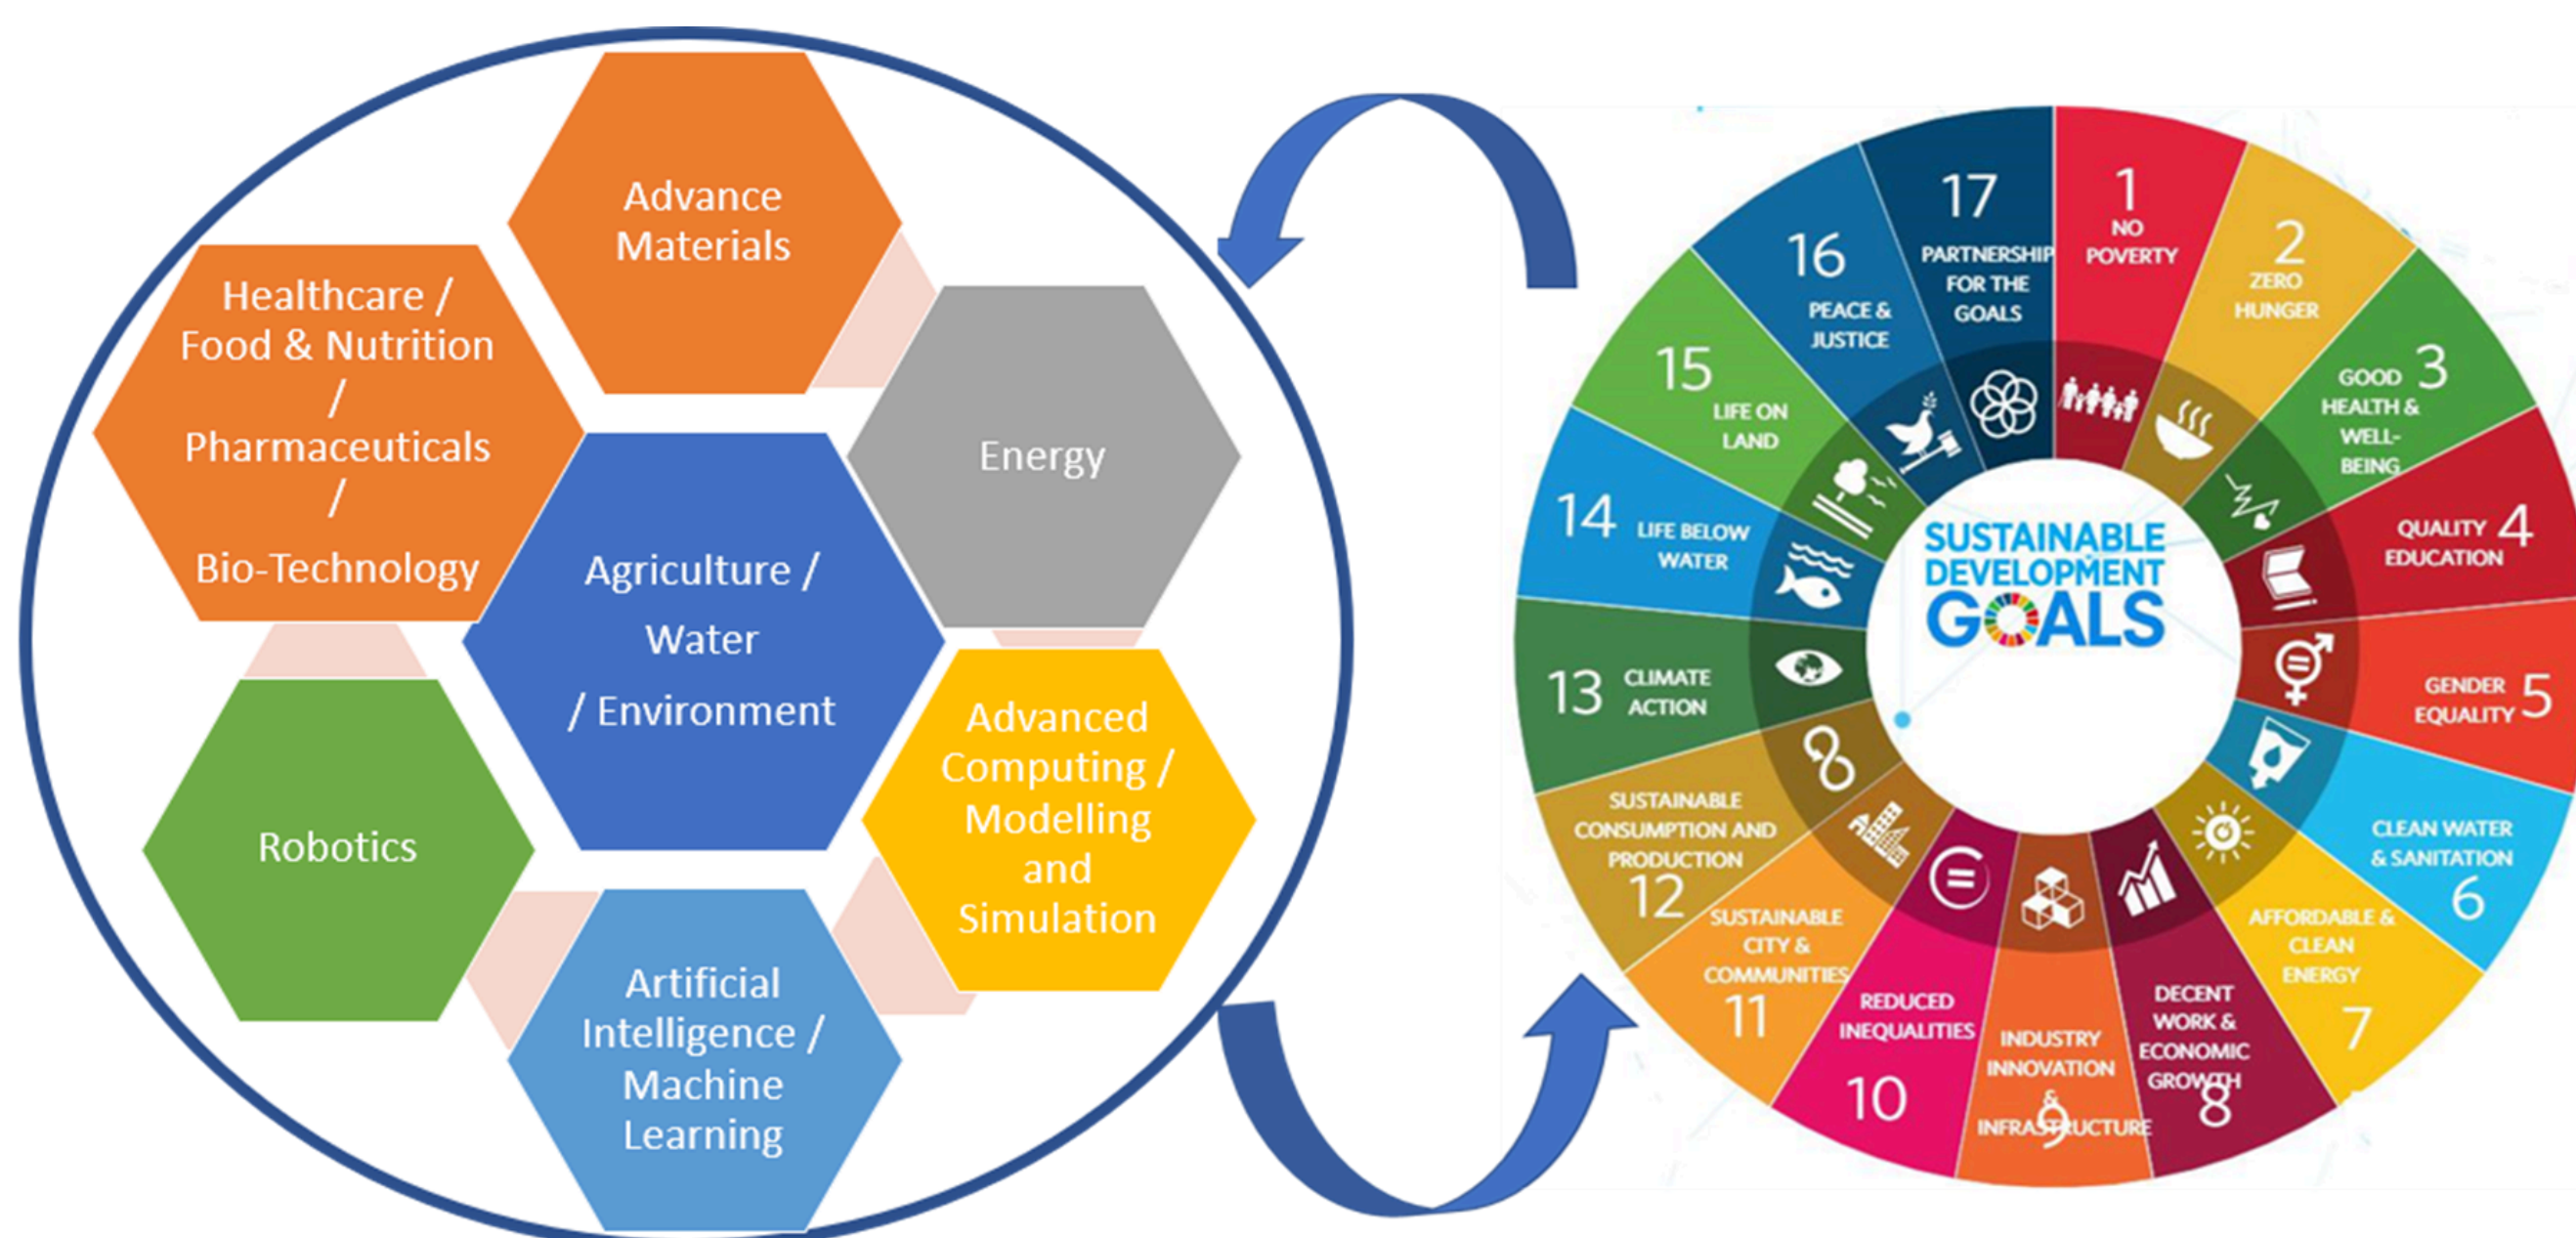 Advance
Materials
Healthcare /
Food & Nutrition
/
Pharmaceuticals
/
Bio-Technology
Energy
Agriculture /
Water
/ Environment
Advanced
Computing /
Modelling
and
Simulation
Robotics
Artificial
Intelligence /
Machine
Learning
SUSTAINABLE
DEVELOPMENT
GOALS
1
NO
POVERTY
2
ZERO
HUNGER
3
GOOD
HEALTH &
WELL-
BEING
4
QUALITY
EDUCATION
5
GENDER
EQUALITY
CLEAN WATER
& SANITATION
6
AFFORDABLE &
CLEAN
ENERGY
7
DECENT
WORK &
ECONOMIC
GROWTH
8
INDUSTRY
INNOVATION
&
INFRASTRUCTURE
9
REDUCED
INEQUALITIES
10
SUSTAINABLE
CITY &
COMMUNITIES
11
SUSTAINABLE
CONSUMPTION AND
PRODUCTION
12
13
CLIMATE
ACTION
14
LIFE BELOW
WATER
15
LIFE ON
LAND
16
PEACE &
JUSTICE
17
PARTNERSHIP
FOR THE
GOALS